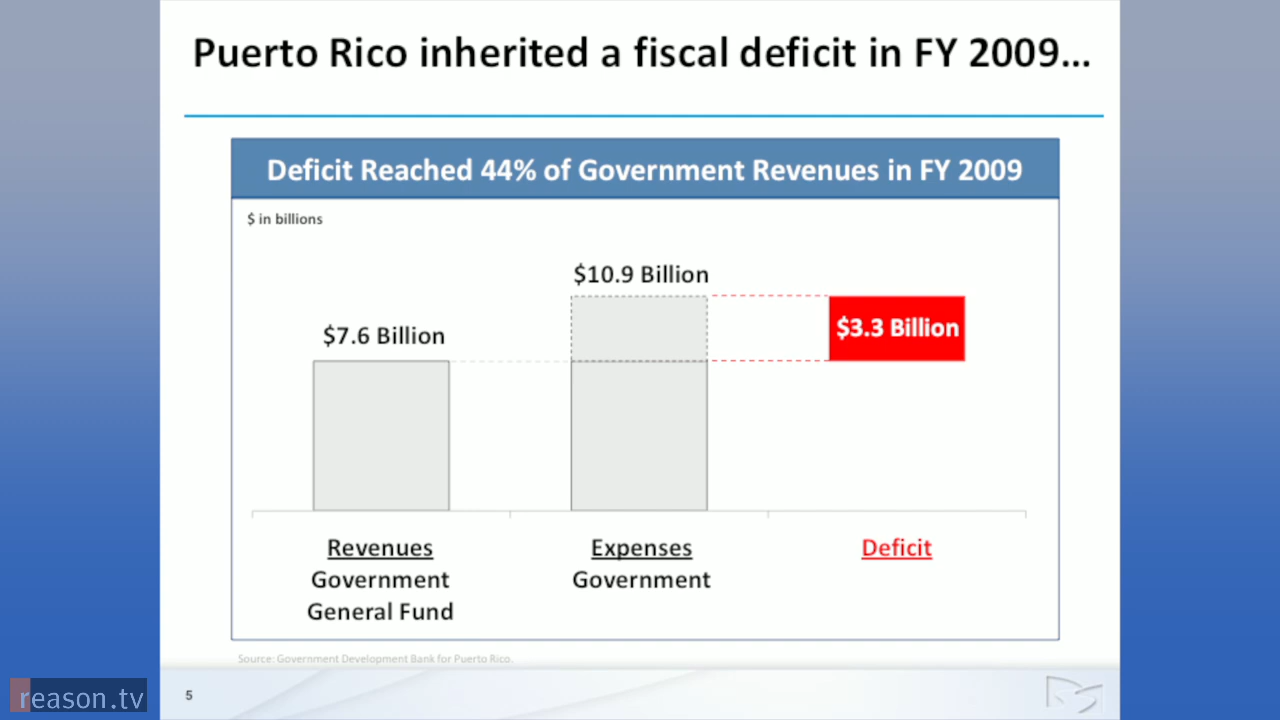 Puerto Rico inherited a fiscal deficit in FY 2009...
Deficit Reached 44% of Government Revenues in FY 2009
$ in billions
$10.9 Billion
$7.6 Billion
$3.3 Billion
Revenues
Government
General Fund
Expenses
Government
Deficit
Source: Government Development Bank for Puerto Rico.
5
reason.tv